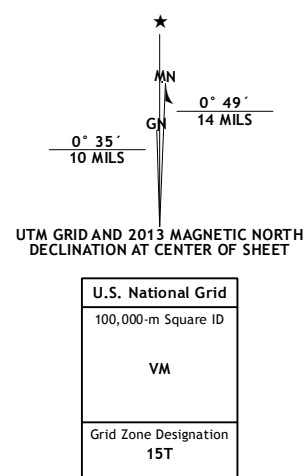 ★
MN
0° 49´
14 MILS
GN
0° 35´
10 MILS
UTM GRID AND 2013 MAGNETIC NORTH
DECLINATION AT CENTER OF SHEET
U.S. National Grid
100,000-m Square ID
VM
Grid Zone Designation
15T